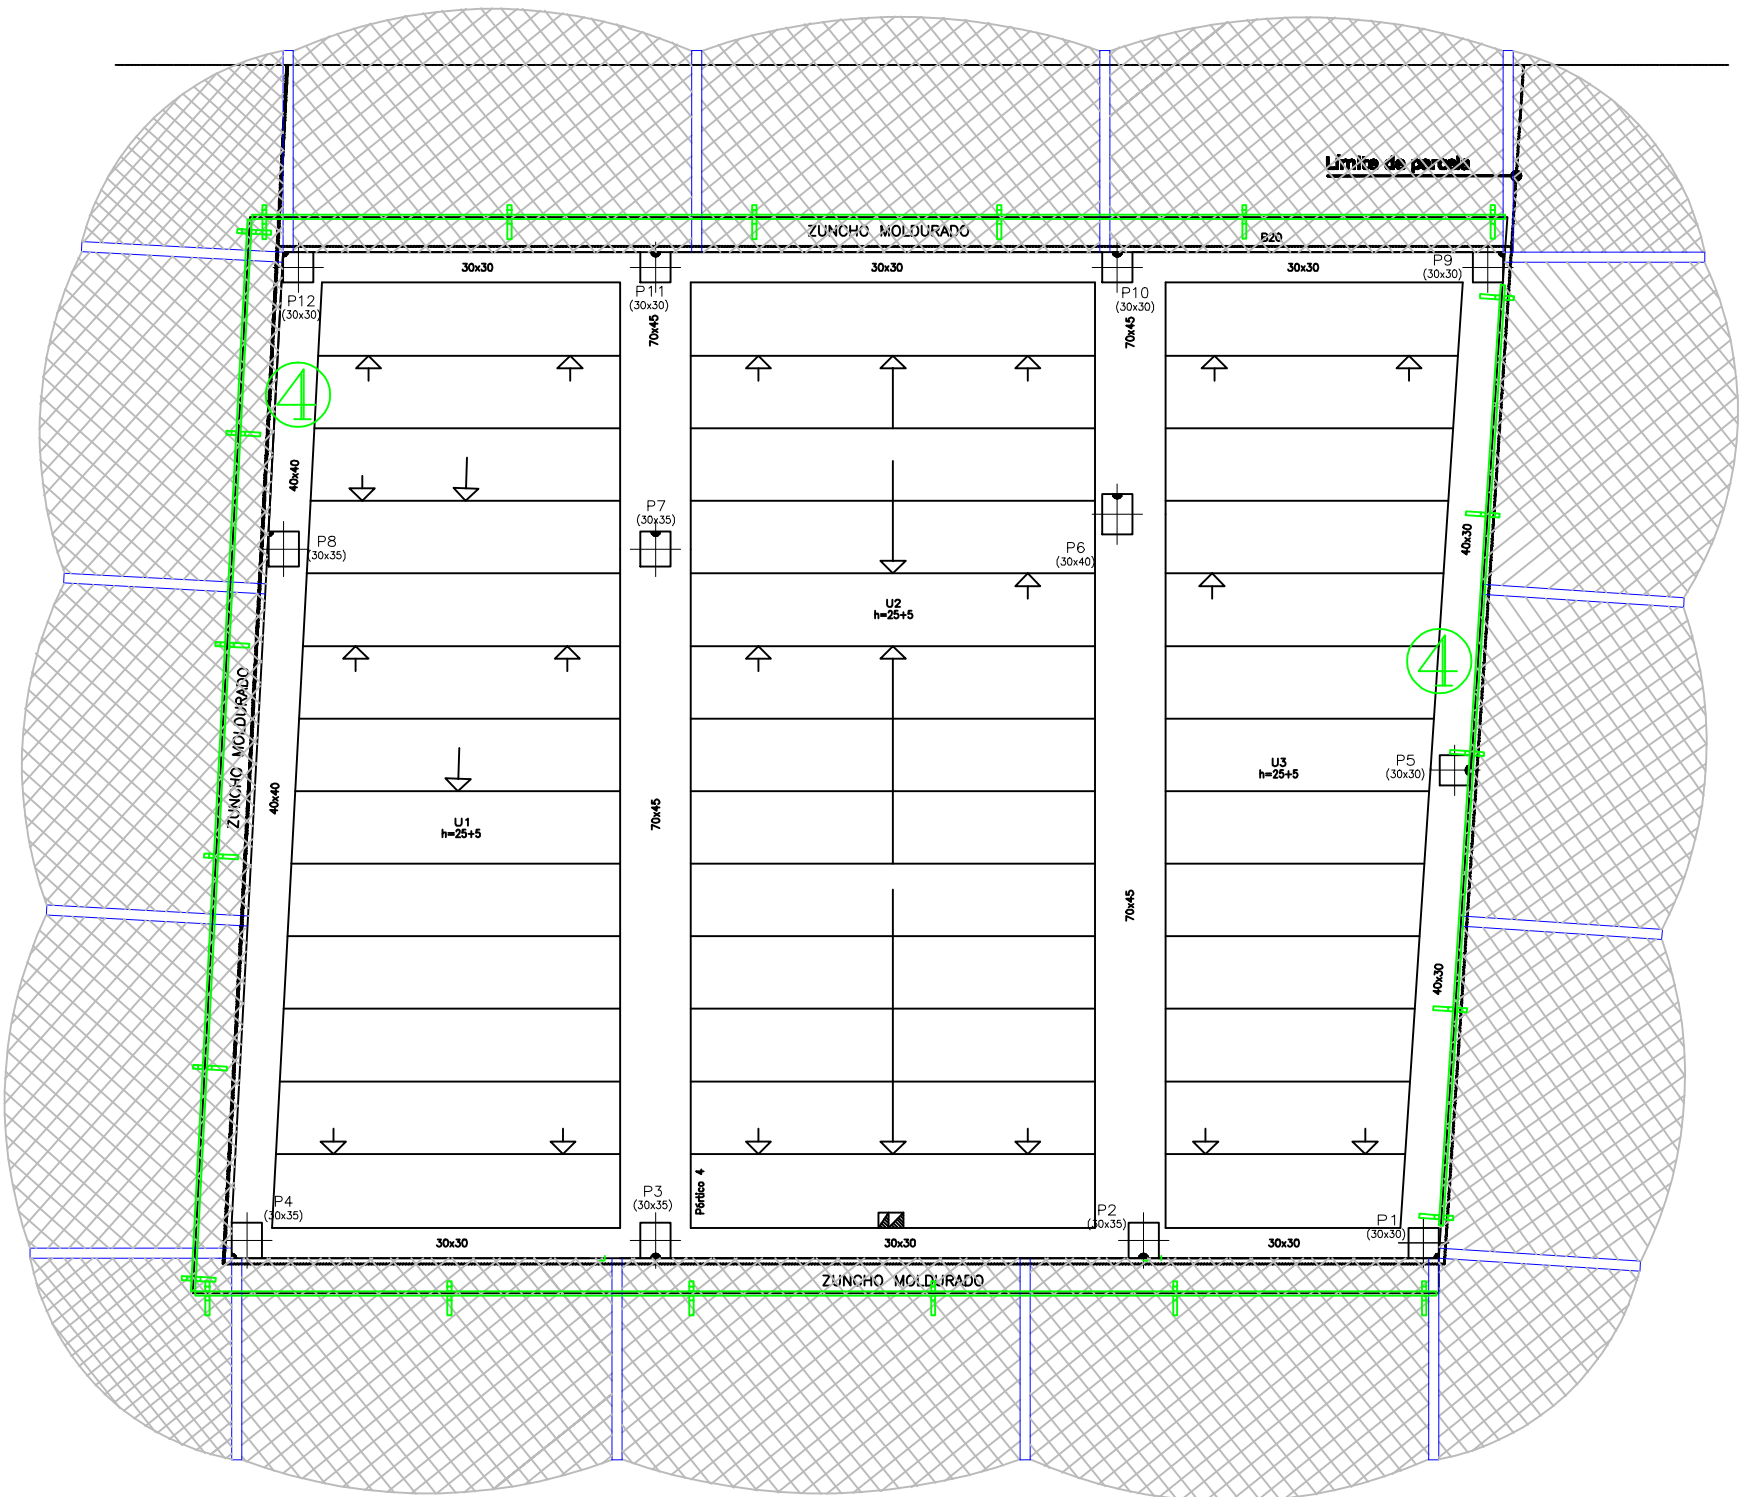 Límite de parcela
ZUNCHO MOLDURADO
B20
30x30
30x30
30x30
P9
(30x30)
P12
(30x30)
P11
(30x30)
P10
(30x30)
70x45
70x45
4
40x40
P7
(30x35)
P8
(30x35)
P6
(30x40)
40x30
U2
h=25+5
4
ZUNCHO MOLDURADO
40x40
U1
h=25+5
70x45
U3
h=25+5
P5
(30x30)
70x45
40x30
Pórtico 4
P4
(30x35)
P3
(30x35)
P2
(30x35)
P1
(30x30)
30x30
30x30
30x30
ZUNCHO MOLDURADO